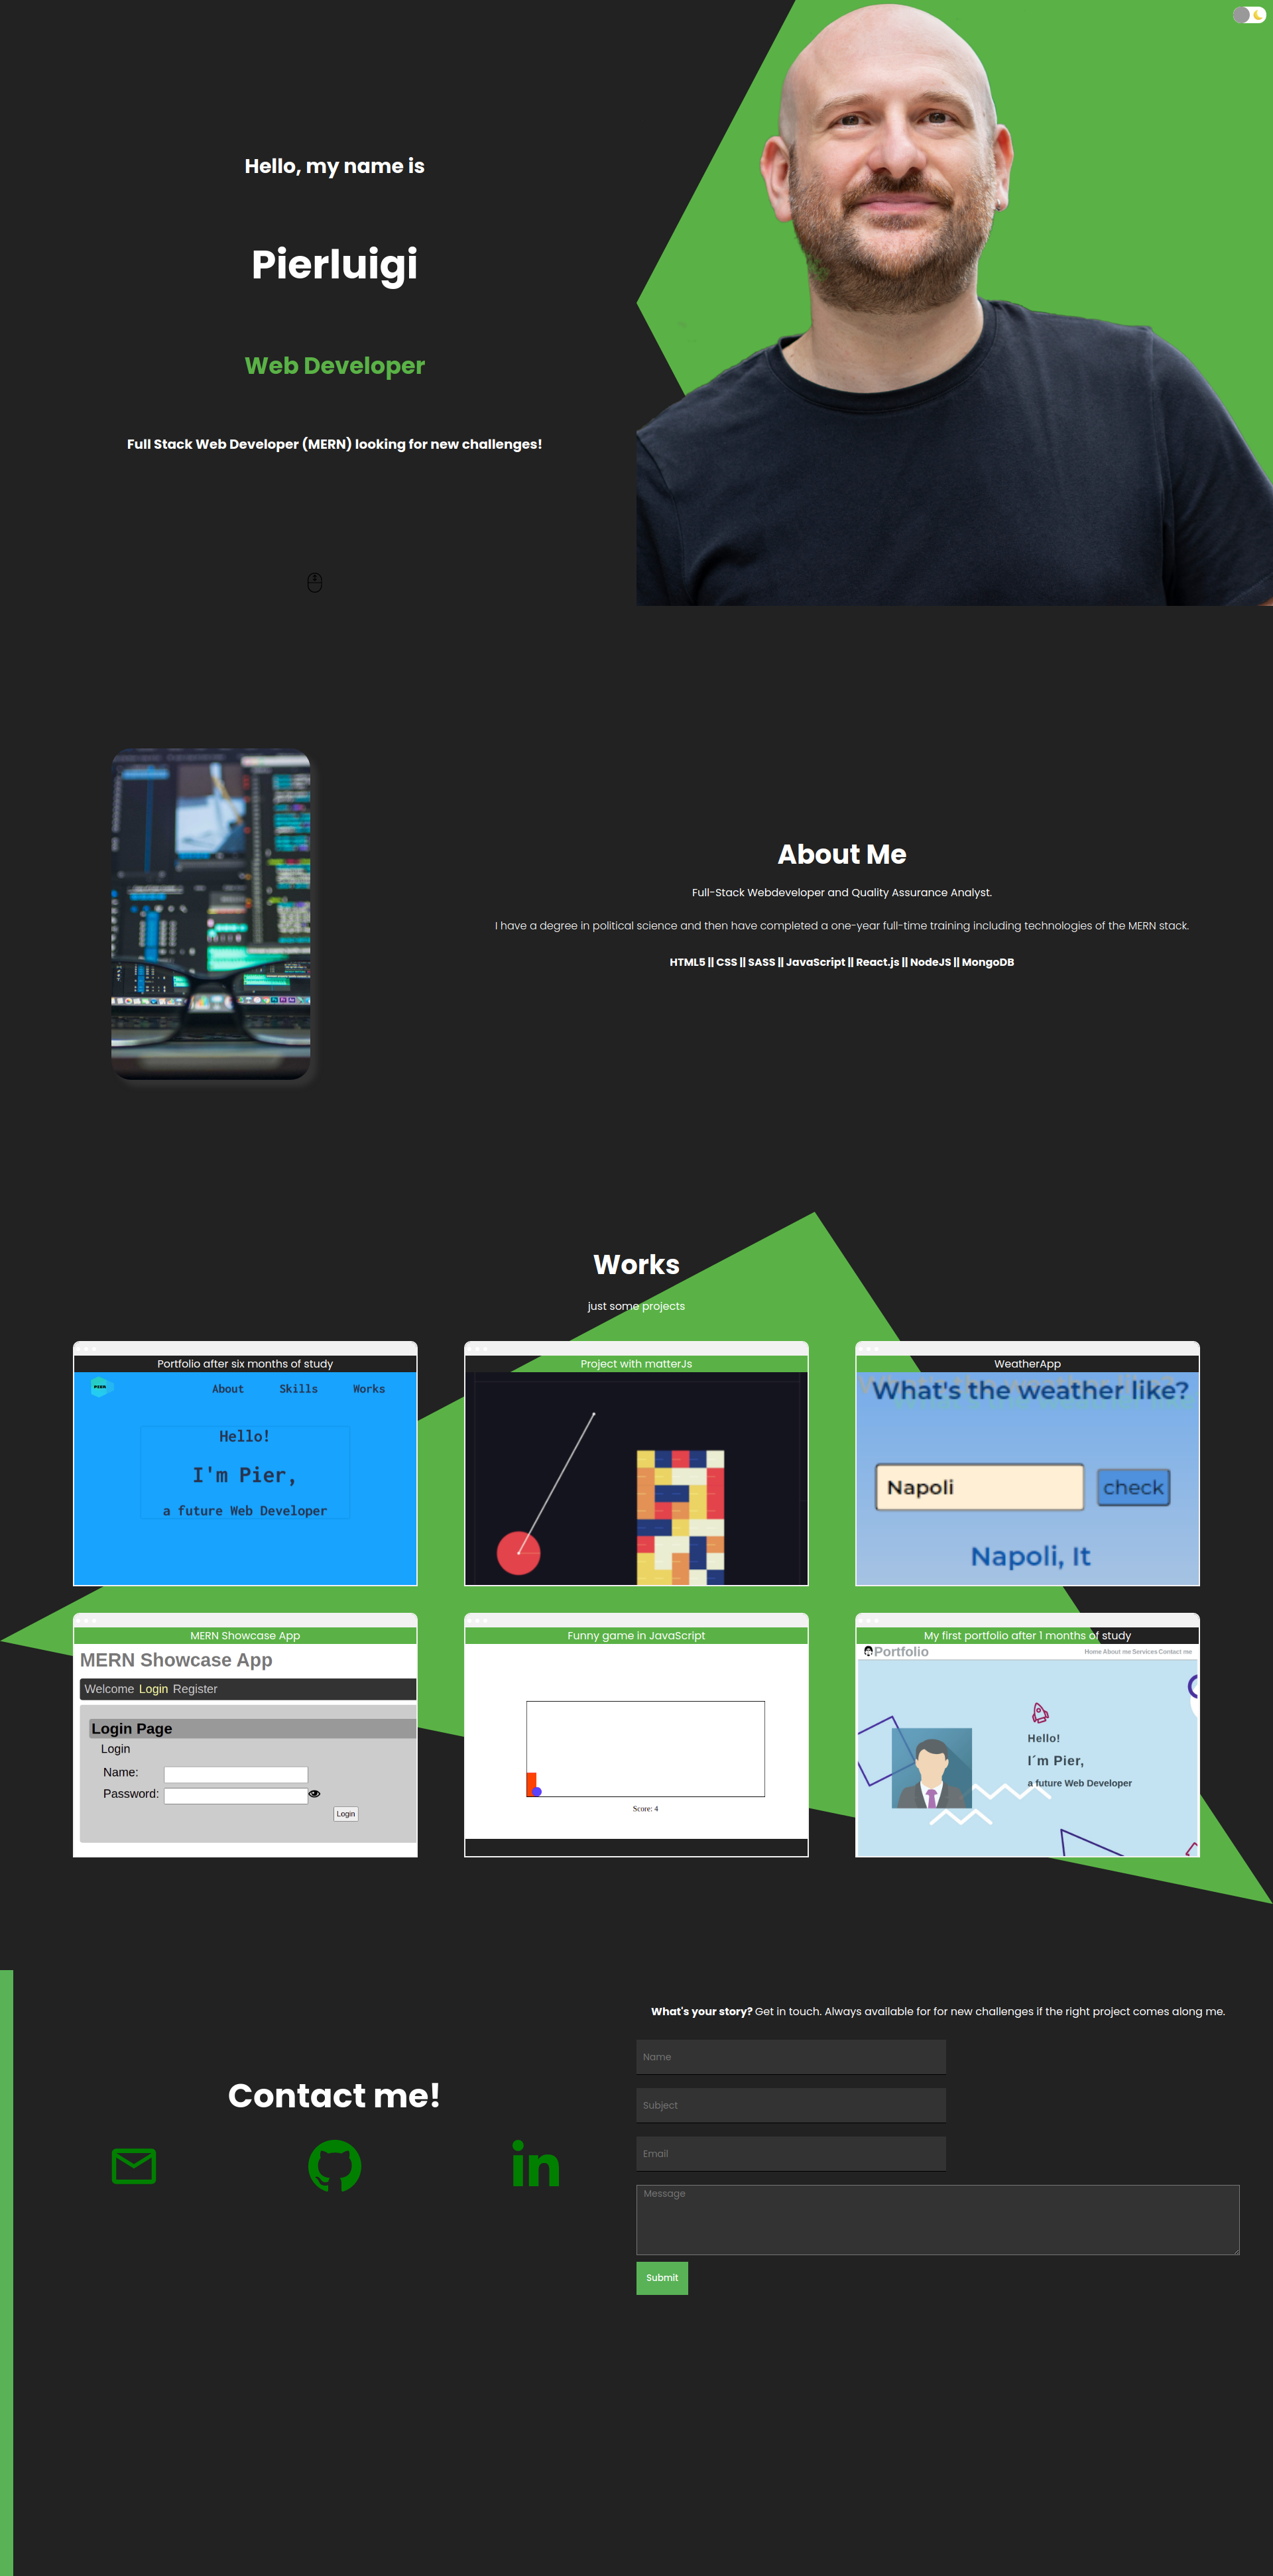 Hello, my name is
Pierluigi
Web Developer
Full Stack Web Developer (MERN) looking for new challenges!
About Me
Full-Stack Webdeveloper and Quality Assurance Analyst.
I have a degree in political science and then have completed a one-year full-time training including technologies of the MERN stack.
HTML5 || CSS || SASS || JavaScript || React.js || NodeJS || MongoDB
Works
just some projects
Portfolio after six months of study
PIER
About Skills Works
Hello!
I'm Pier,
a future Web Developer
Project with matterJs
WeatherApp
What's the weather like?
Napoli
check
Napoli, It
MERN Showcase App
MERN Showcase App
Welcome Login Register
Login Page
Login
Name:
Password:
Login
Funny game in JavaScript
Score: 4
My first portfolio after 1 months of study
Portfolio
Home About me Services Contact me
Hello!
I´m Pier,
a future Web Developer
Contact me!
What's your story? Get in touch. Always available for for new challenges if the right project comes along me.
Name
Subject
Email
Message
Submit